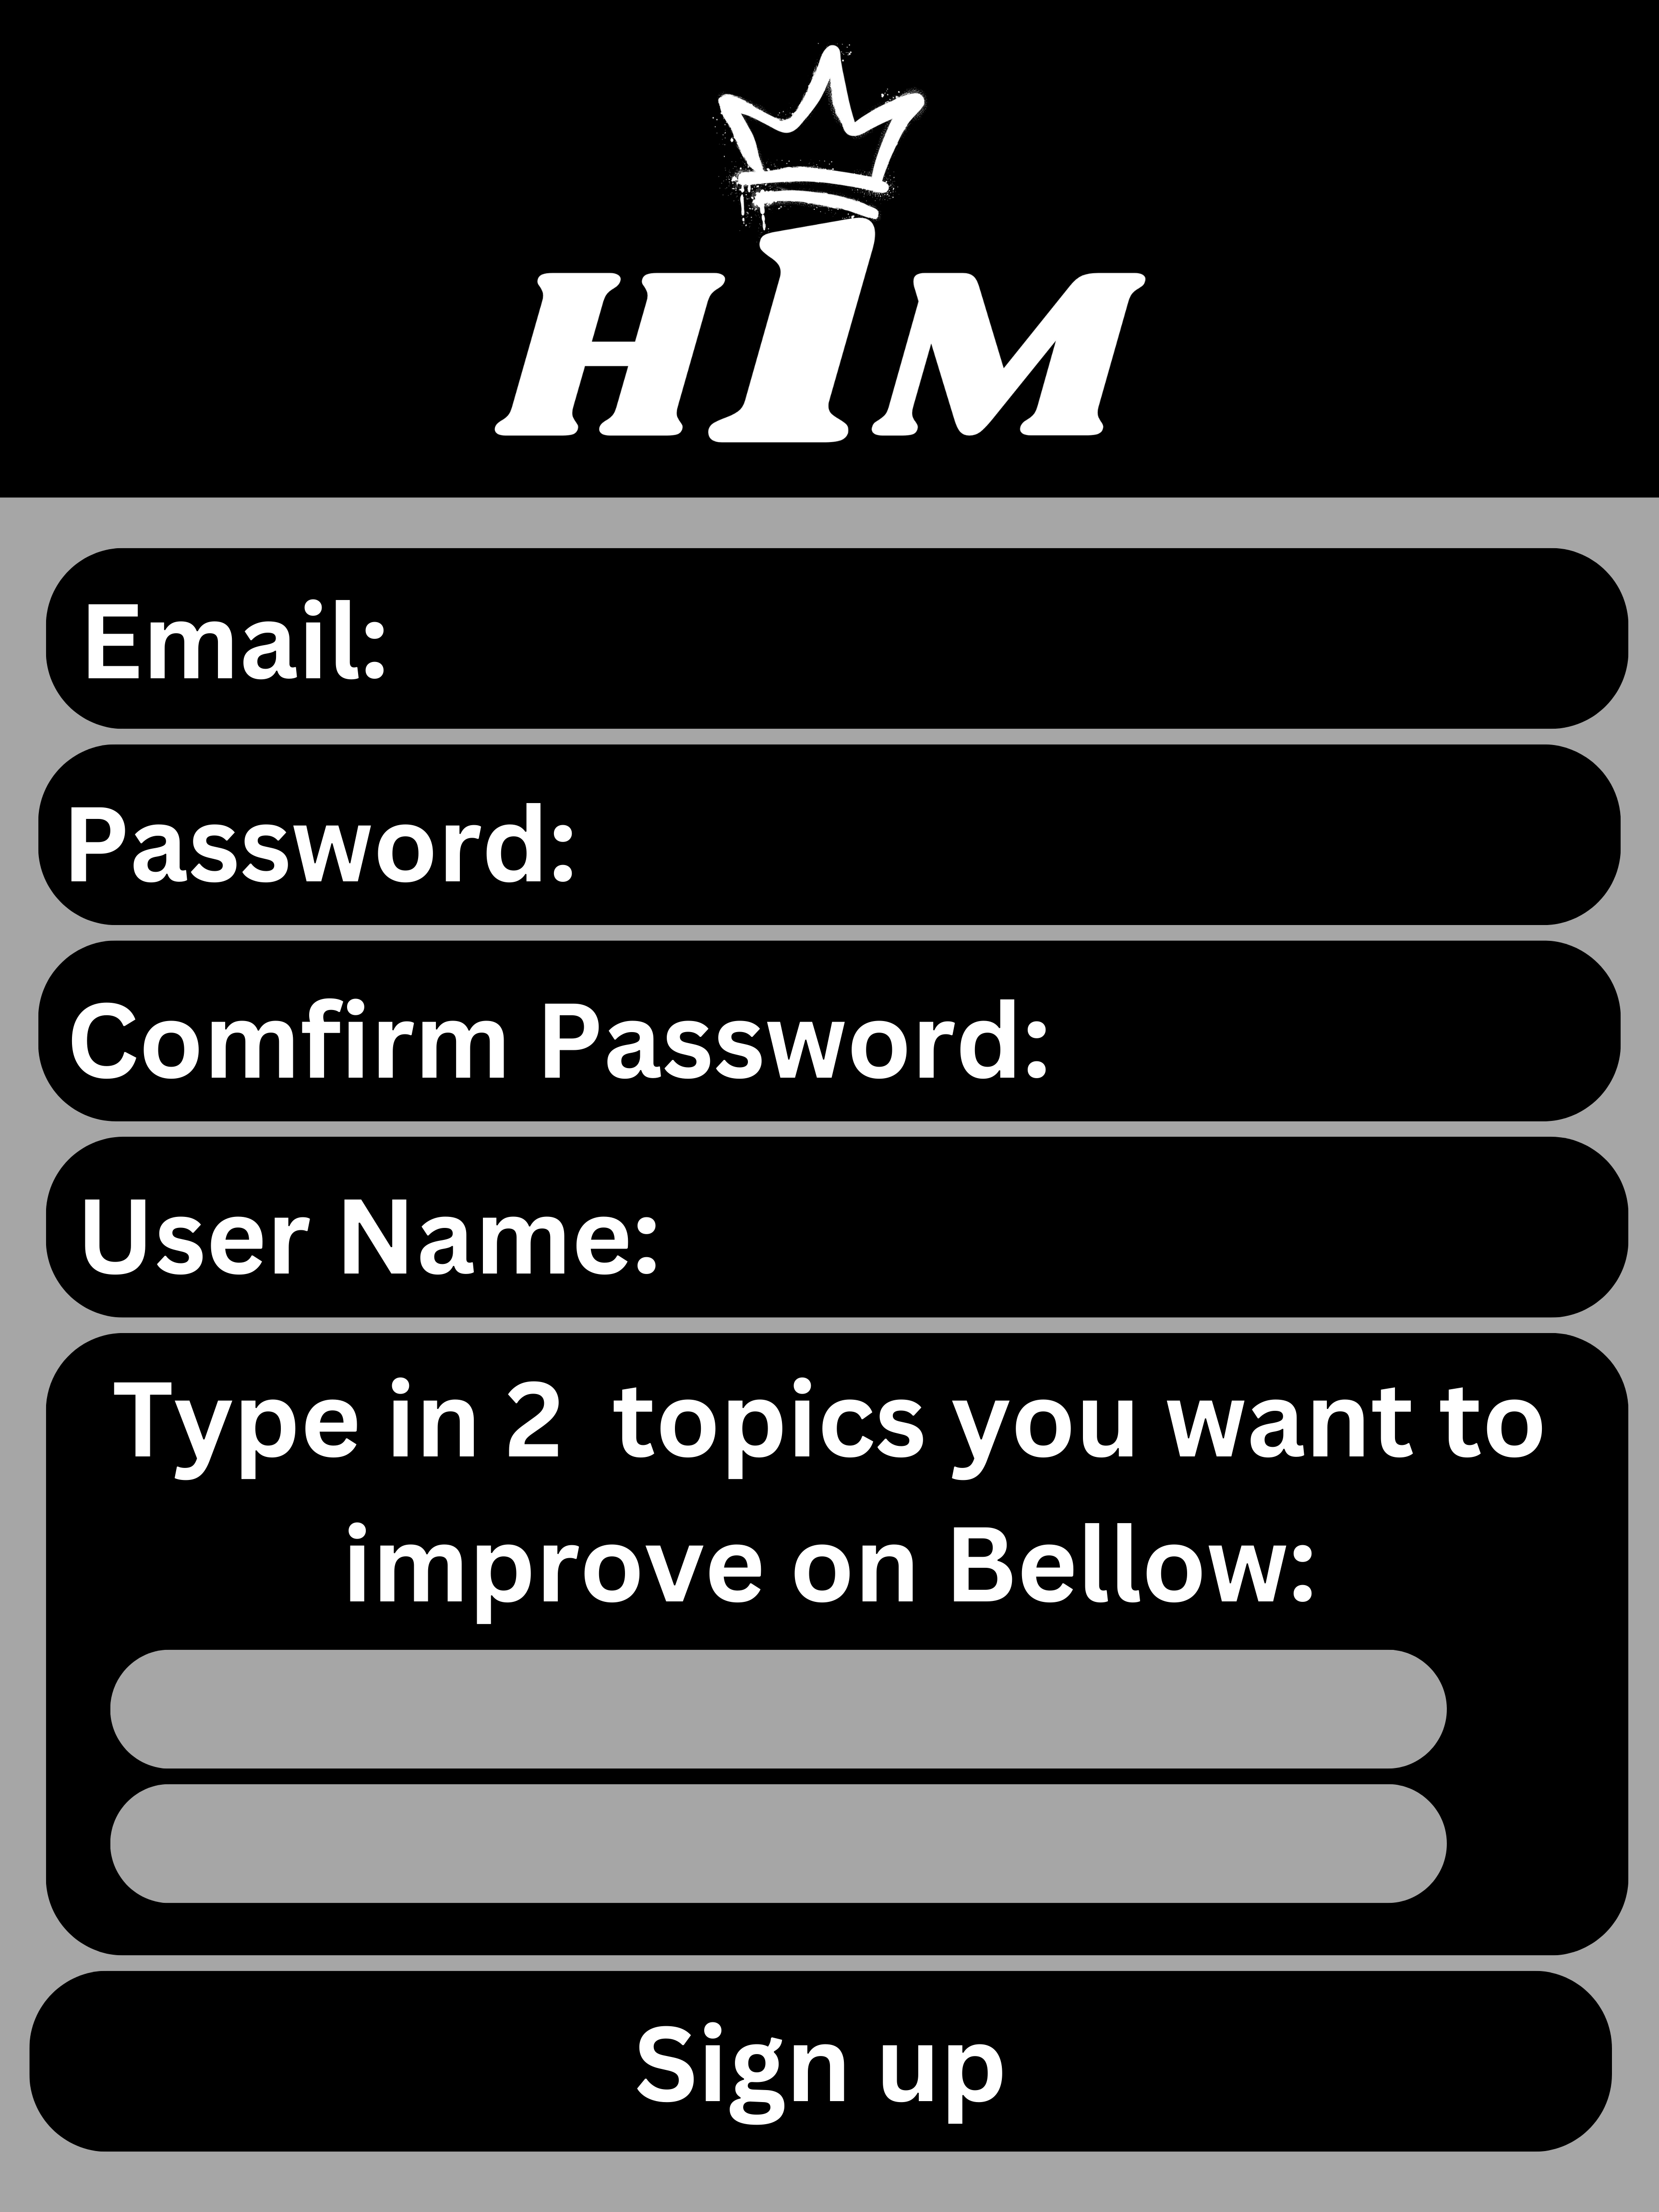 H1M
Email:
Password:
Comfirm Password:
User Name:
Type in 2 topics you want to
improve on Bellow:
Sign up